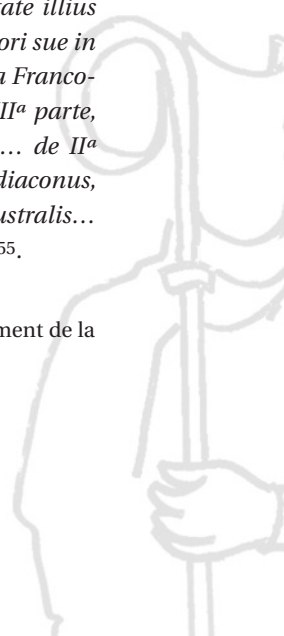 ate illius
ori sue in
a Franco-
IIª parte,
… de IIª
diaconus,
ustralis…
55.
ment de la